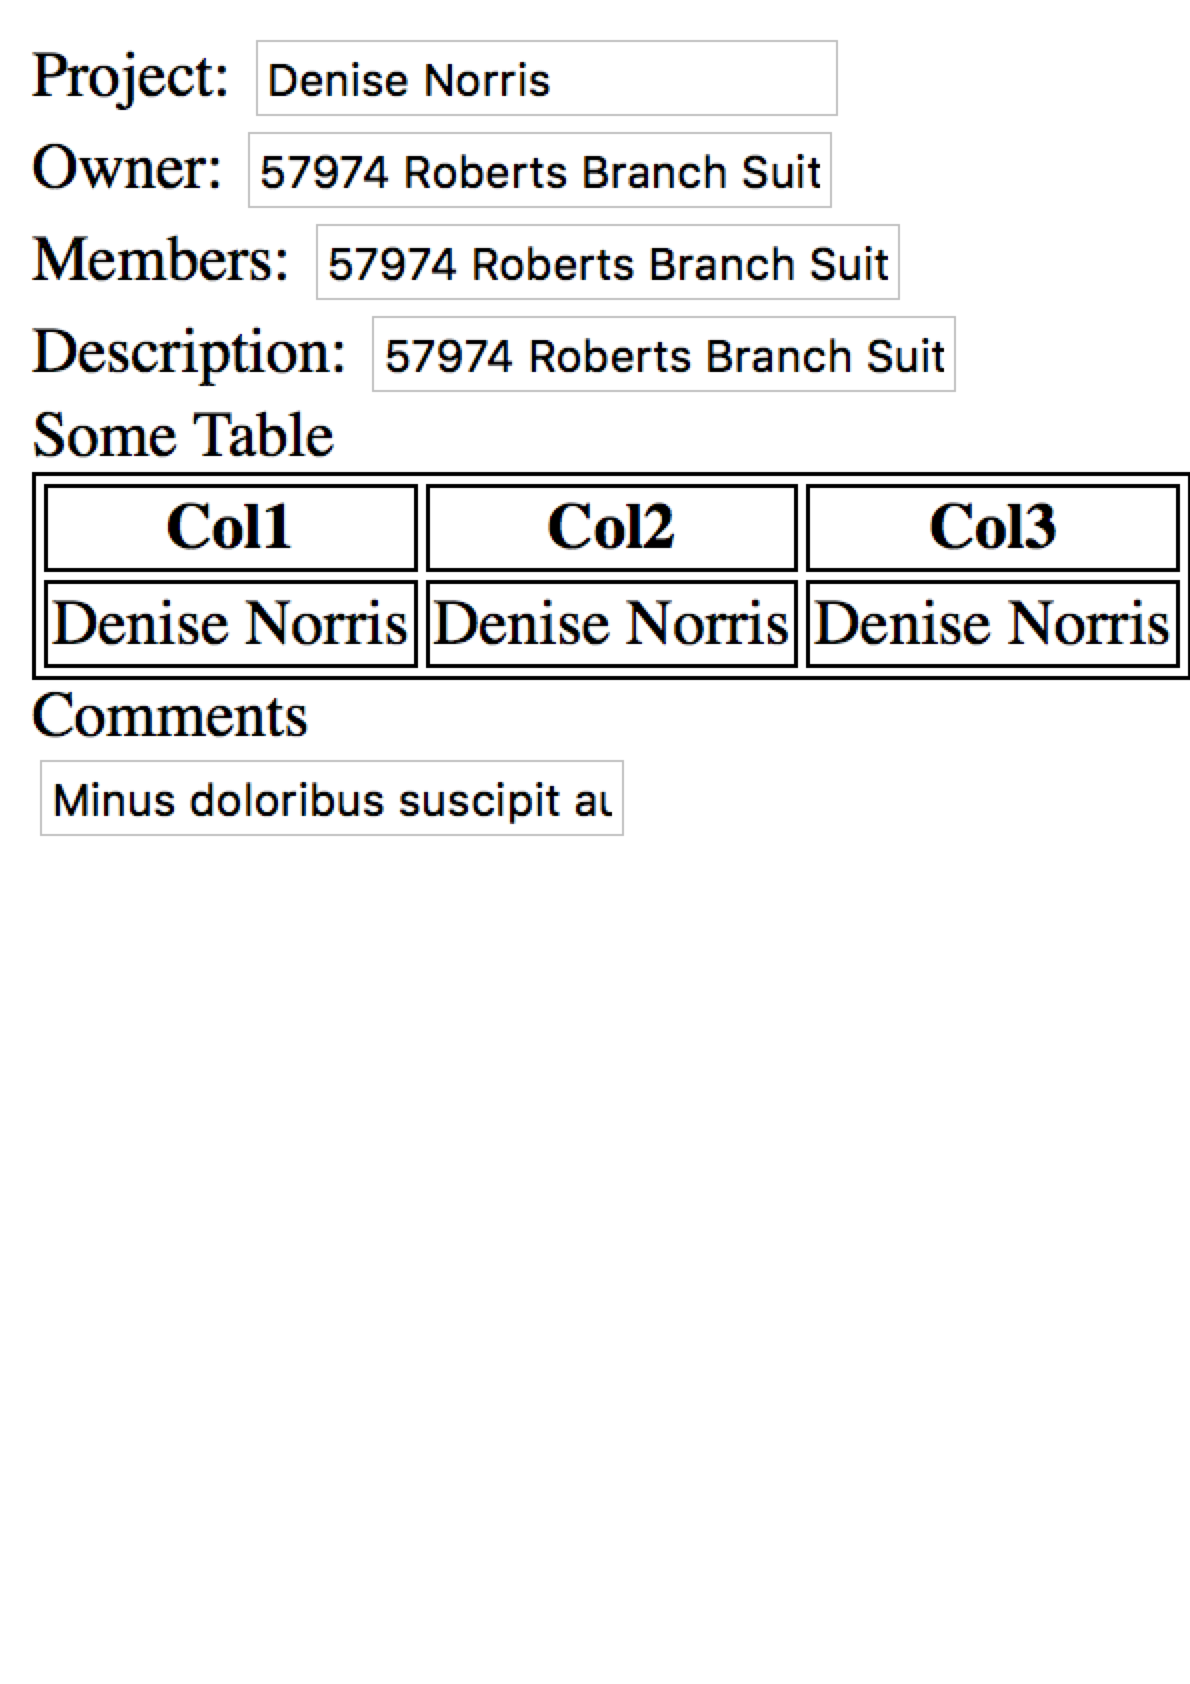 Project: Denise Norris
Owner: 57974 Roberts Branch Suit
Members: 57974 Roberts Branch Suit
Description: 57974 Roberts Branch Suit
Some Table
Col1 Col2 Col3
Denise Norris Denise Norris Denise Norris
Comments
Minus doloribus suscipit